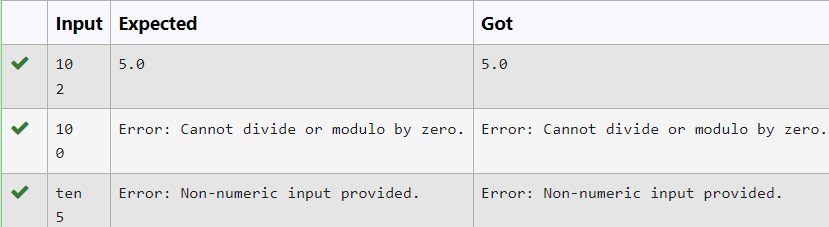 Input Expected Got
10 5.0 5.0
2
10 Error: Cannot divide or modulo by zero. Error: Cannot divide or modulo by zero.
0
ten Error: Non-numeric input provided. Error: Non-numeric input provided.
5